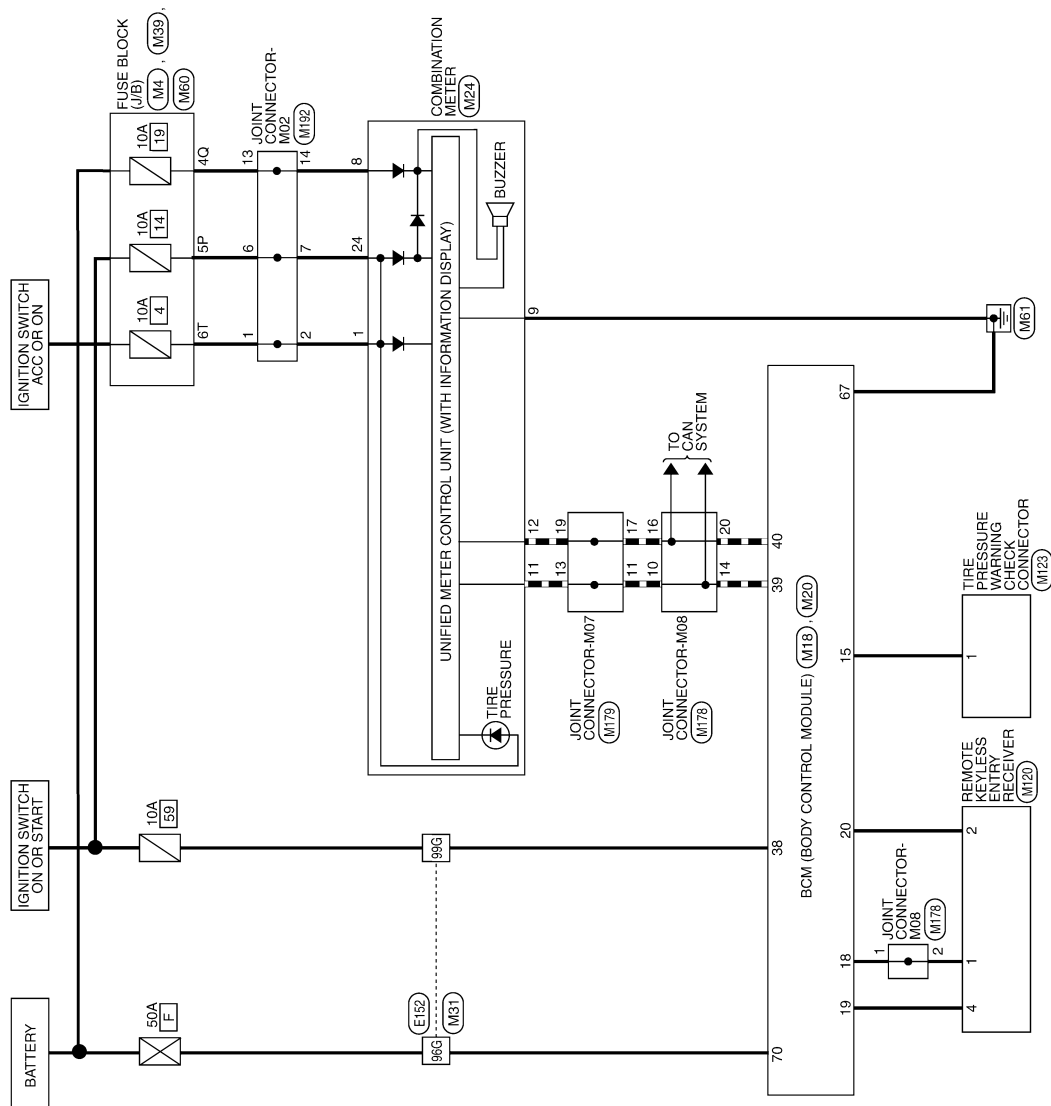 BATTERY
IGNITION SWITCH
ON OR START
IGNITION SWITCH
ACC OR ON
50A
F
10A
59
10A
4
10A
14
10A
19
FUSE BLOCK
(J/B)
M4 , M39 ,
M60
6T
5P
4Q
1
6
13
JOINT
CONNECTOR-
M02
M192
2
7
14
1
24
8
COMBINATION
METER
M24
UNIFIED METER CONTROL UNIT (WITH INFORMATION DISPLAY)
BUZZER
TIRE
PRESSURE
E152
M31
96G
99G
11
12
9
13
19
JOINT
CONNECTOR-M07
M179
11
17
10
16
TO
CAN
SYSTEM
JOINT
CONNECTOR-M08
M178
14
20
70
38
39
40
67
BCM (BODY CONTROL MODULE) M18 , M20
M61
19
18
20
15
1
JOINT
CONNECTOR-
M08
M178
2
4
1
2
REMOTE
KEYLESS
ENTRY
RECEIVER
M120
1
TIRE
PRESSURE
WARNING
CHECK
CONNECTOR
M123